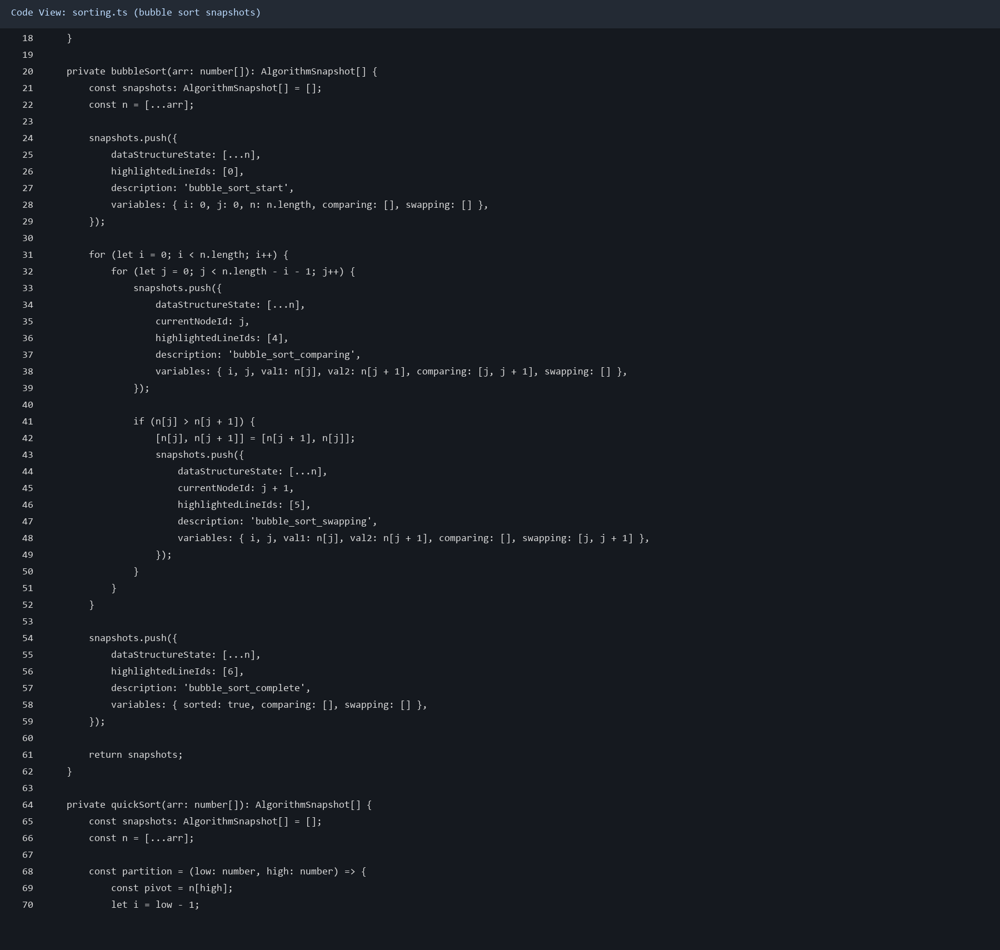 Code View: sorting.ts (bubble sort snapshots)
18 }
19
20 private bubbleSort(arr: number[]): AlgorithmSnapshot[] {
21 const snapshots: AlgorithmSnapshot[] = [];
22 const n = [...arr];
23
24 snapshots.push({
25 dataStructureState: [...n],
26 highlightedLineIds: [0],
27 description: 'bubble_sort_start',
28 variables: { i: 0, j: 0, n: n.length, comparing: [], swapping: [] },
29 });
30
31 for (let i = 0; i < n.length; i++) {
32 for (let j = 0; j < n.length - i - 1; j++) {
33 snapshots.push({
34 dataStructureState: [...n],
35 currentNodeId: j,
36 highlightedLineIds: [4],
37 description: 'bubble_sort_comparing',
38 variables: { i, j, val1: n[j], val2: n[j + 1], comparing: [j, j + 1], swapping: [] },
39 });
40
41 if (n[j] > n[j + 1]) {
42 [n[j], n[j + 1]] = [n[j + 1], n[j]];
43 snapshots.push({
44 dataStructureState: [...n],
45 currentNodeId: j + 1,
46 highlightedLineIds: [5],
47 description: 'bubble_sort_swapping',
48 variables: { i, j, val1: n[j], val2: n[j + 1], comparing: [], swapping: [j, j + 1] },
49 });
50 }
51 }
52 }
53
54 snapshots.push({
55 dataStructureState: [...n],
56 highlightedLineIds: [6],
57 description: 'bubble_sort_complete',
58 variables: { sorted: true, comparing: [], swapping: [] },
59 });
60
61 return snapshots;
62 }
63
64 private quickSort(arr: number[]): AlgorithmSnapshot[] {
65 const snapshots: AlgorithmSnapshot[] = [];
66 const n = [...arr];
67
68 const partition = (low: number, high: number) => {
69 const pivot = n[high];
70 let i = low - 1;